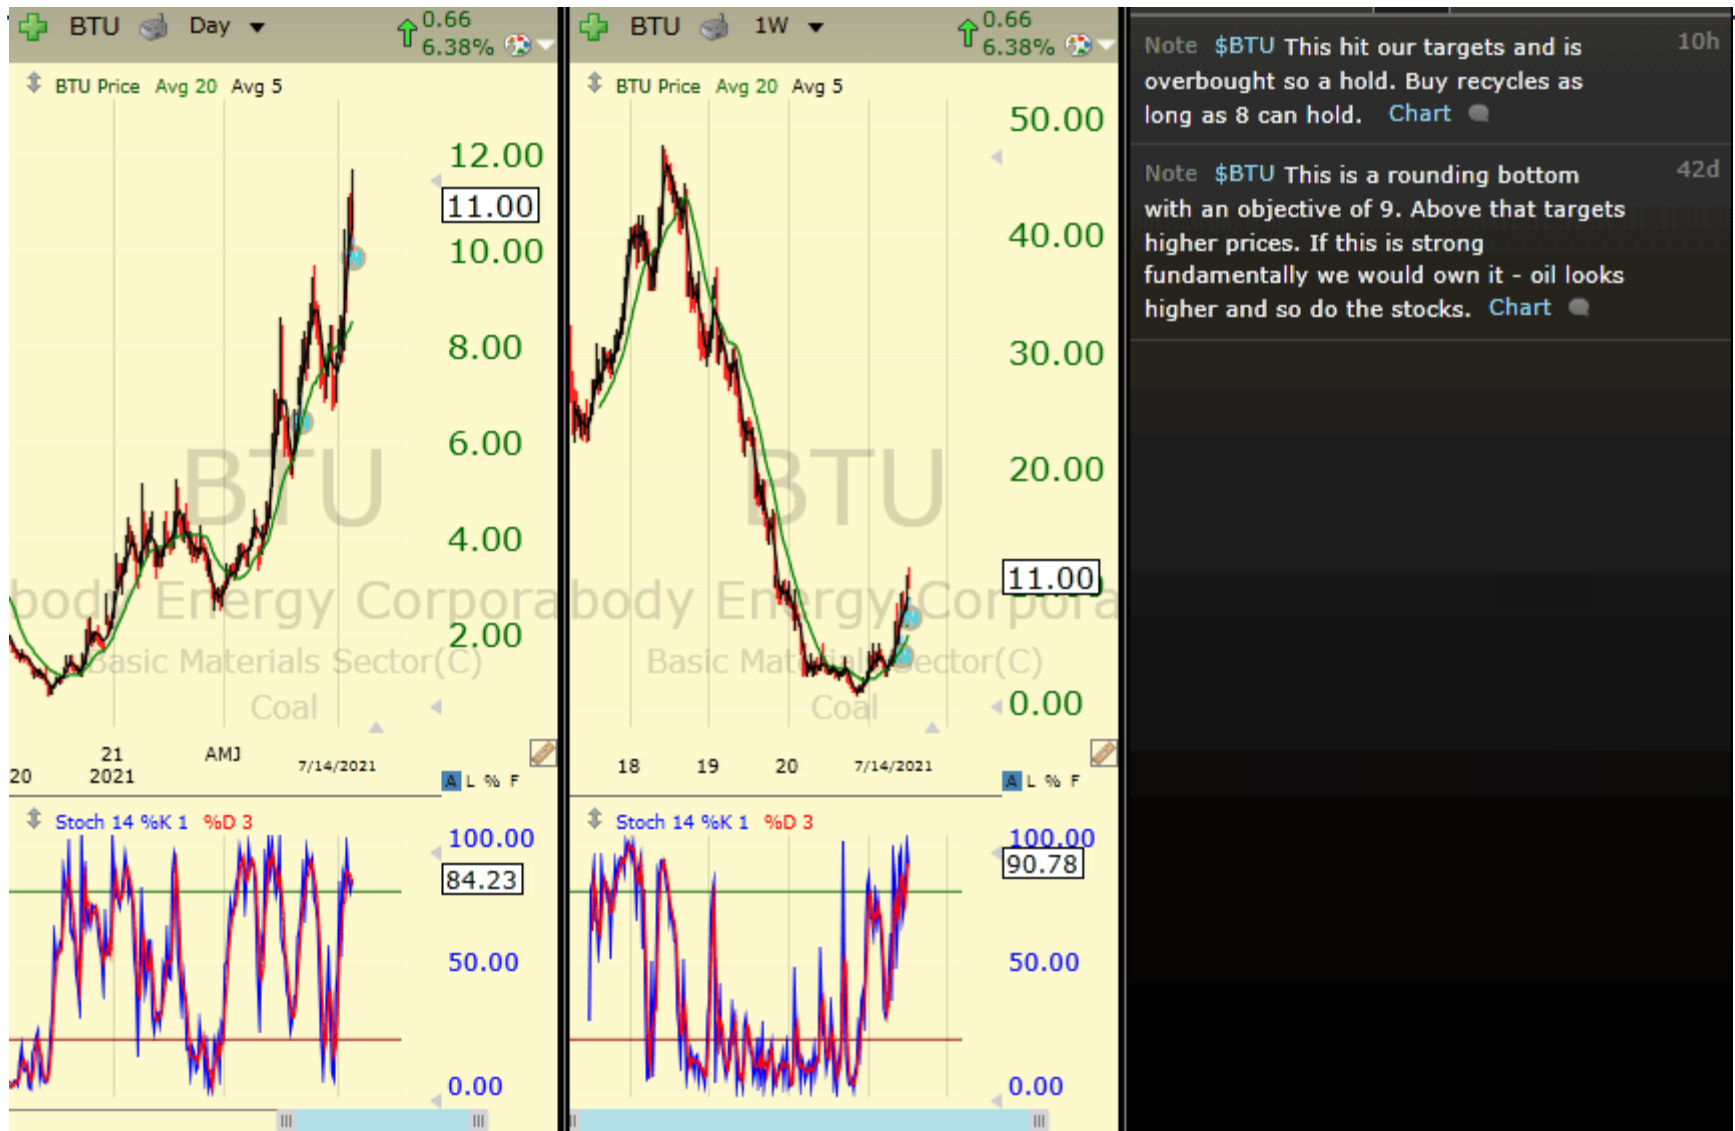 BTU Day 0.66
6.38%
BTU Price Avg 20 Avg 5
12.00
11.00
10.00
8.00
6.00
BTU
4.00
body Energy Corpora
2.00
Basic Materials Sector(C)
Coal
20 21 AMJ 7/14/2021
2021
A L % F
Stoch 14 %K 1 %D 3
100.00
84.23
50.00
0.00
BTU 1W 0.66
6.38%
BTU Price Avg 20 Avg 5
50.00
40.00
30.00
20.00
BTU
11.00
body Energy Corpora
Basic Materials Sector(C)
Coal
0.00
18 19 20 7/14/2021
A L % F
Stoch 14 %K 1 %D 3
100.00
90.78
50.00
0.00
Note $BTU This hit our targets and is 10h
overbought so a hold. Buy recycles as
long as 8 can hold. Chart
Note $BTU This is a rounding bottom 42d
with an objective of 9. Above that targets
higher prices. If this is strong
fundamentally we would own it - oil looks
higher and so do the stocks. Chart